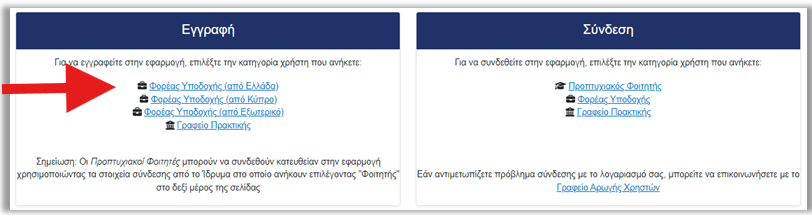 Εγγραφή
Για να εγγραφείτε στην εφαρμογή, επιλέξτε την κατηγορία χρήστη που ανήκετε:
Φορέας Υποδοχής (από Ελλάδα)
Φορέας Υποδοχής (από Κύπρο)
Φορέας Υποδοχής (από Εξωτερικό)
Γραφείο Πρακτικής
Σημείωση: Οι Προπτυχιακοί Φοιτητές μπορούν να συνδεθούν κατευθείαν στην εφαρμογή
χρησιμοποιώντας τα στοιχεία σύνδεσης από το Ίδρυμα στο οποίο ανήκουν επιλέγοντας "Φοιτητής"
στο δεξί μέρος της σελίδας
Σύνδεση
Για να συνδεθείτε στην εφαρμογή, επιλέξτε την κατηγορία χρήστη που ανήκετε:
Προπτυχιακός Φοιτητής
Φορέας Υποδοχής
Γραφείο Πρακτικής
Εάν αντιμετωπίζετε πρόβλημα σύνδεσης με το λογαριασμό σας, μπορείτε να επικοινωνήσετε με το
Γραφείο Αρωγής Χρηστών